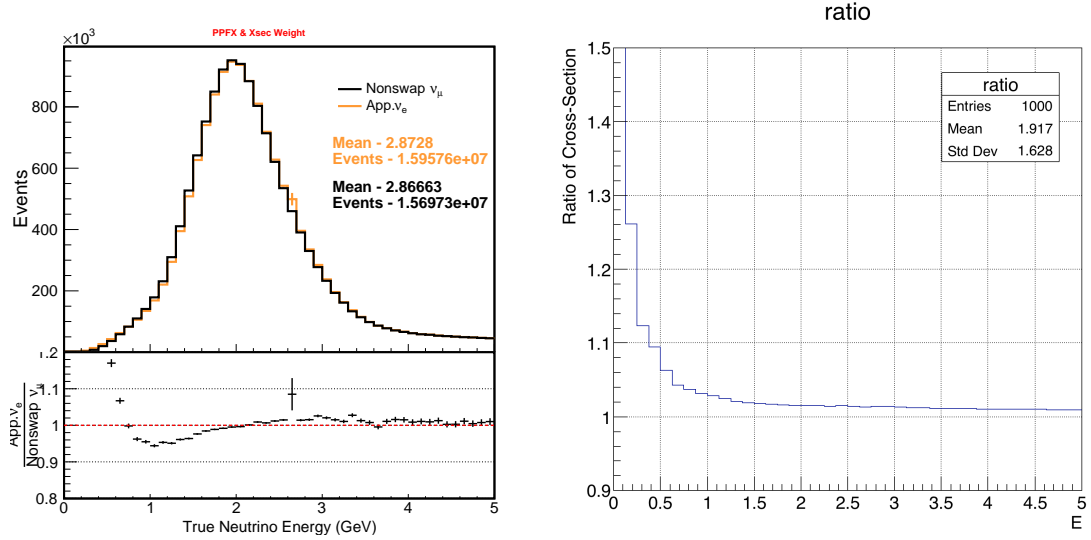 PPFX & Xsec Weight
×10³
Events
800
600
400
200
Nonswap νμ
App.νe
Mean - 2.8728
Events - 1.59576e+07
Mean - 2.86663
Events - 1.56973e+07
App.νe
Nonswap νμ
1.2
1.1
1
0.9
0.8
0 1 2 3 4 5
True Neutrino Energy (GeV)
ratio
Ratio of Cross-Section
1.5
1.4
1.3
1.2
1.1
1
0.9
ratio
Entries 1000
Mean 1.917
Std Dev 1.628
0 0.5 1 1.5 2 2.5 3 3.5 4 4.5 5
E